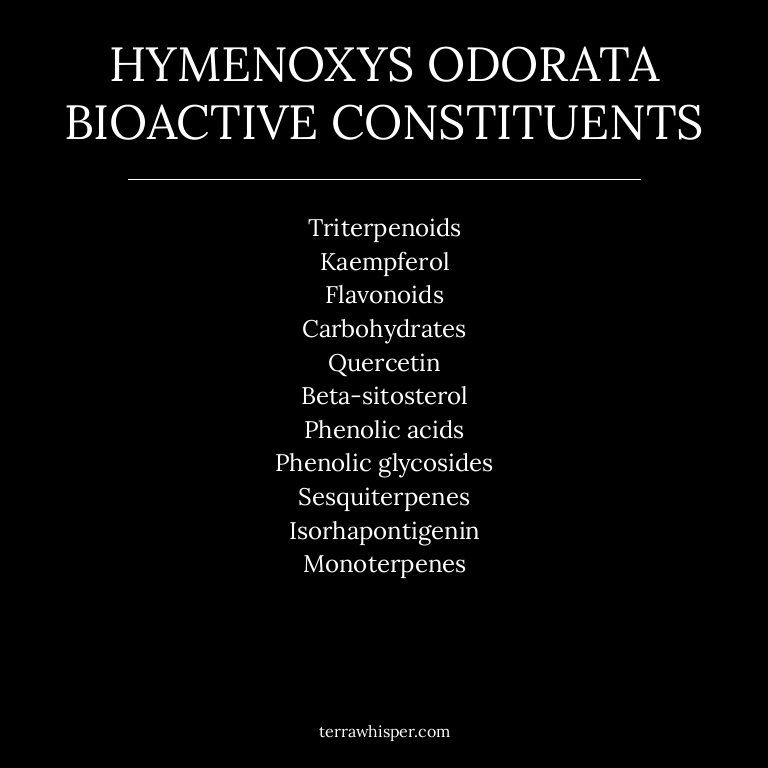 HYMENOXYS ODORATA
BIOACTIVE CONSTITUENTS
Triterpenoids
Kaempferol
Flavonoids
Carbohydrates
Quercetin
Beta-sitosterol
Phenolic acids
Phenolic glycosides
Sesquiterpenes
Isorhapontigenin
Monoterpenes
terrawhisper.com